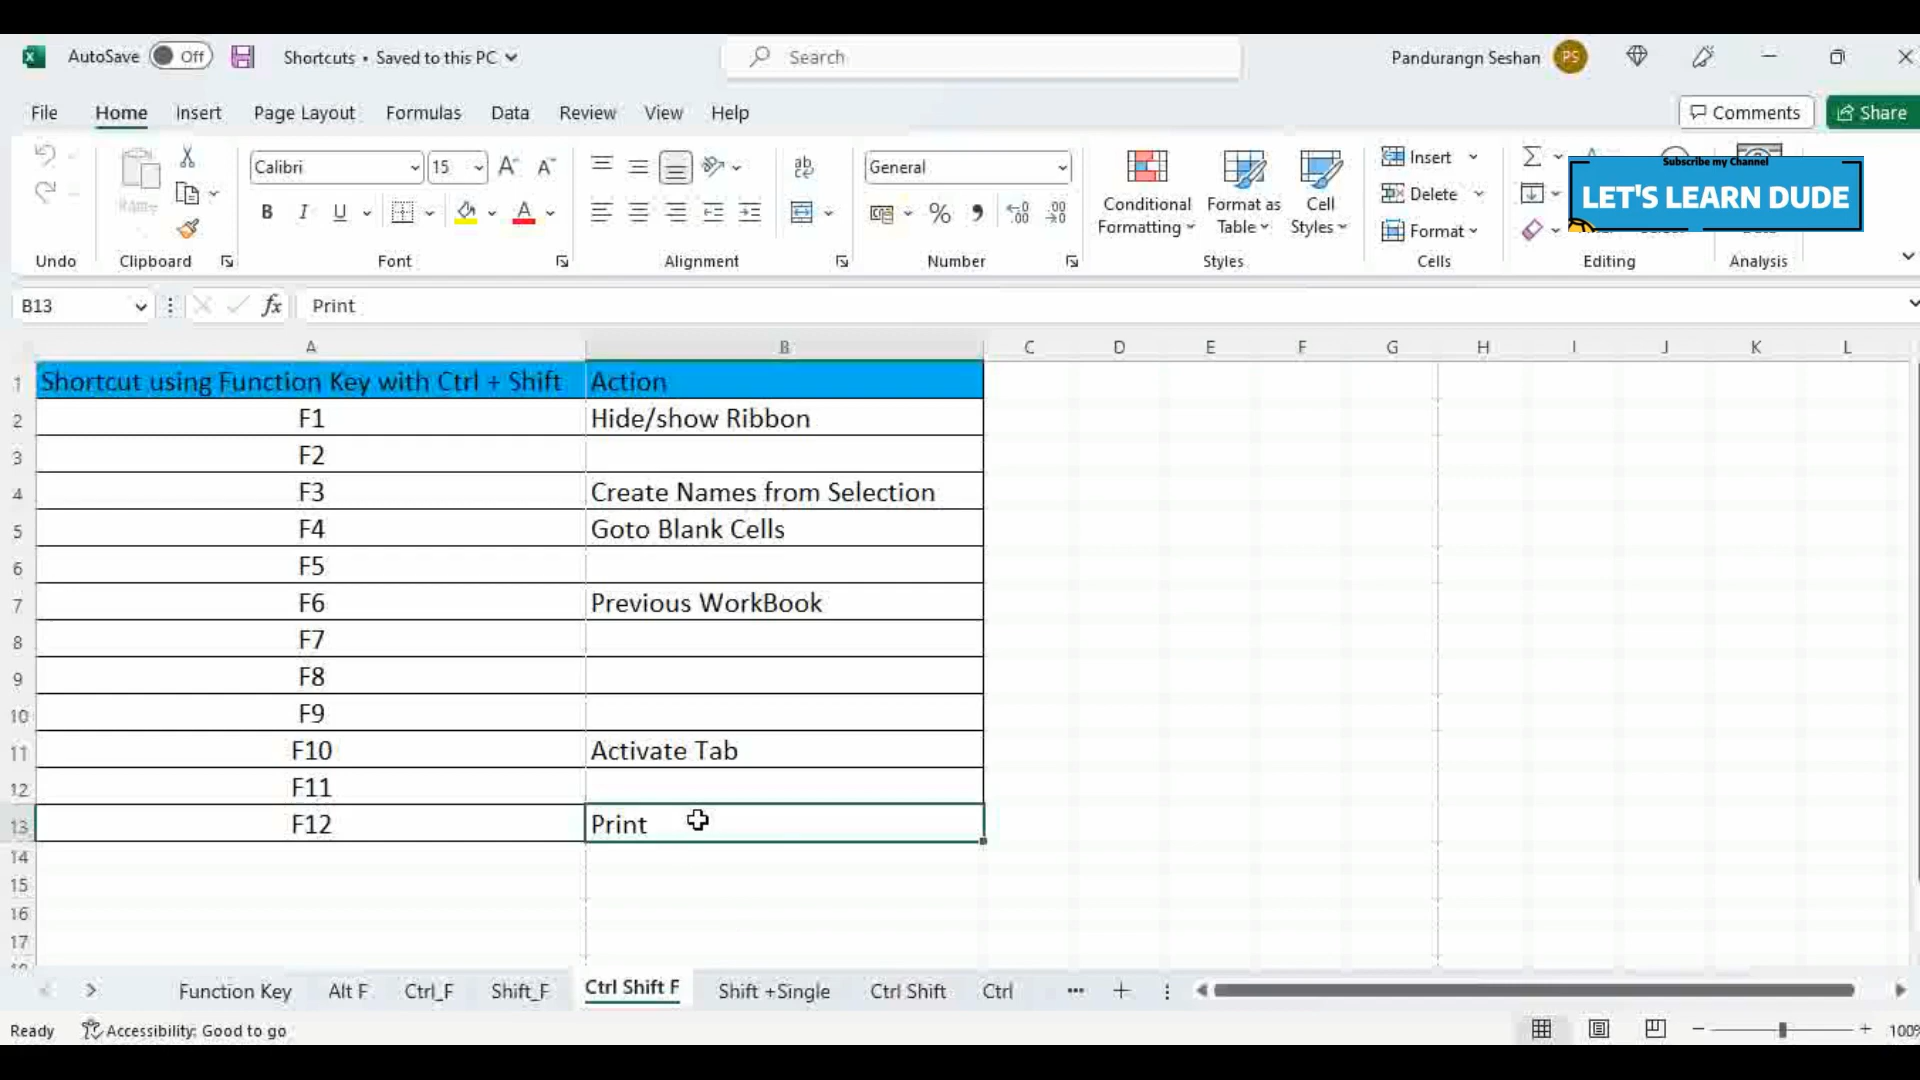 AutoSave Off Shortcuts • Saved to this PC Search Pandurangn Seshan PS
File Home Insert Page Layout Formulas Data Review View Help Comments Share
Calibri 15 General Insert
Subscribe my Channel
LET'S LEARN DUDE
B I U A % Conditional Formatting Format as Table Cell Styles Delete
Format
Undo Clipboard Font Alignment Number Styles Cells Editing Analysis
B13 fx Print
A B C D E F G H I J K L
1 Shortcut using Function Key with Ctrl + Shift Action
2 F1 Hide/show Ribbon
3 F2
4 F3 Create Names from Selection
5 F4 Goto Blank Cells
6 F5
7 F6 Previous WorkBook
8 F7
9 F8
10 F9
11 F10 Activate Tab
12 F11
13 F12 Print
14
15
16
17
Function Key Alt F Ctrl_F Shift_F Ctrl Shift F Shift +Single Ctrl Shift Ctrl
Ready Accessibility: Good to go 100%